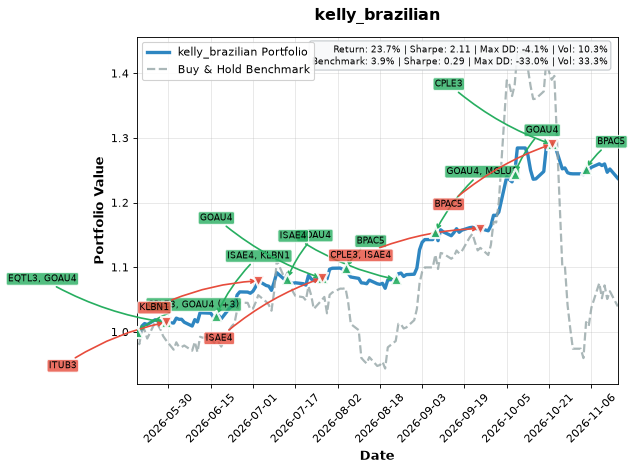 kelly_brazilian
kelly_brazilian Portfolio
Buy & Hold Benchmark
Return: 23.7% | Sharpe: 2.11 | Max DD: -4.1% | Vol: 10.3%
Benchmark: 3.9% | Sharpe: 0.29 | Max DD: -33.0% | Vol: 33.3%
1.4
CPLE3
GOAU4
1.3
BPAC5
GOAU4, MGLU3
1.2
BPAC5
GOAU4
ISAE4
GOAU4
BPAC5
GOAU4
ISAE4, KLBN1
CPLE3, ISAE4
1.1
EQTL3, GOAU4
GOAU4 (+3)
KLBN1
1.0
ISAE4
ITUB3
Portfolio Value
2026-05-30
2026-06-15
2026-07-01
2026-07-17
2026-08-02
2026-08-18
2026-09-03
2026-09-19
2026-10-05
2026-10-21
2026-11-06
Date